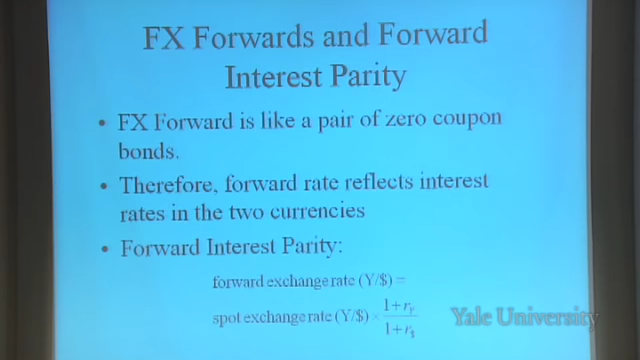 FX Forwards and Forward
Interest Parity
• FX Forward is like a pair of zero coupon
bonds.
• Therefore, forward rate reflects interest
rates in the two currencies
• Forward Interest Parity:
forward exchange rate (Y/$) =
spot exchange rate (Y/$) × (1+r_Y)/(1+r_$)
Yale University